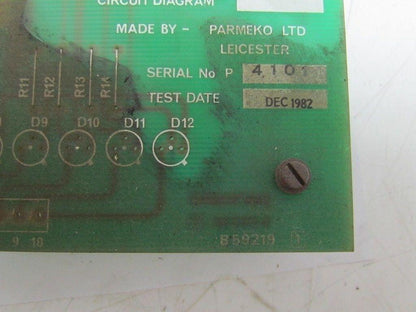 CIRCUIT DIAGRAM
MADE BY - PARMEKO LTD
LEICESTER
SERIAL No P 4101
TEST DATE DEC 1982
R11 R12 R13 R14
D9 D10 D11 D12
9 10
859219